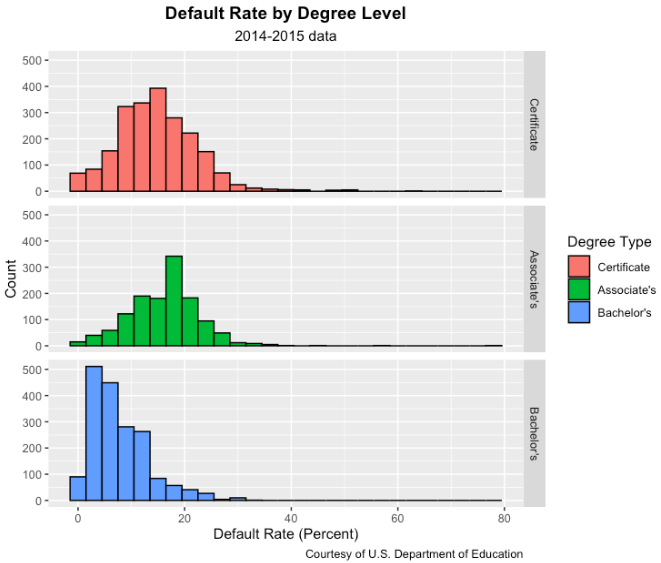 Default Rate by Degree Level
2014-2015 data
500
400
300
200
100
0
Certificate
500
400
300
200
100
0
Associate's
500
400
300
200
100
0
Bachelor's
Count
0 20 40 60 80
Default Rate (Percent)
Courtesy of U.S. Department of Education
Degree Type
Certificate
Associate's
Bachelor's